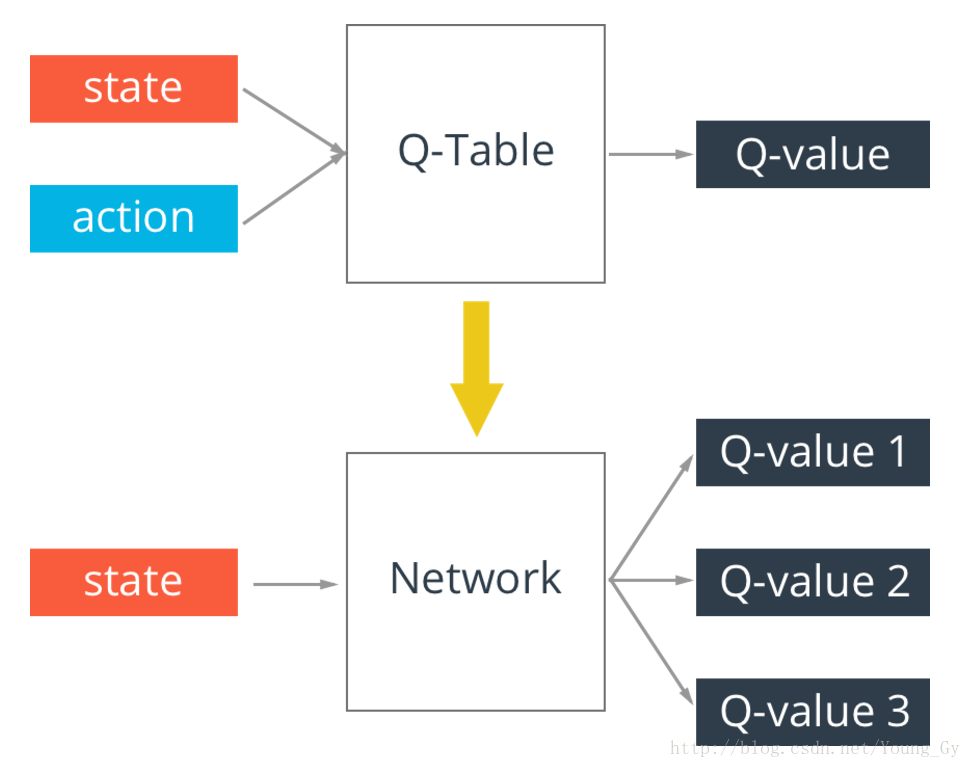 state
action
Q-Table
Q-value
state
Network
Q-value 1
Q-value 2
Q-value 3
http://blog.csdn.net/Young_Gy